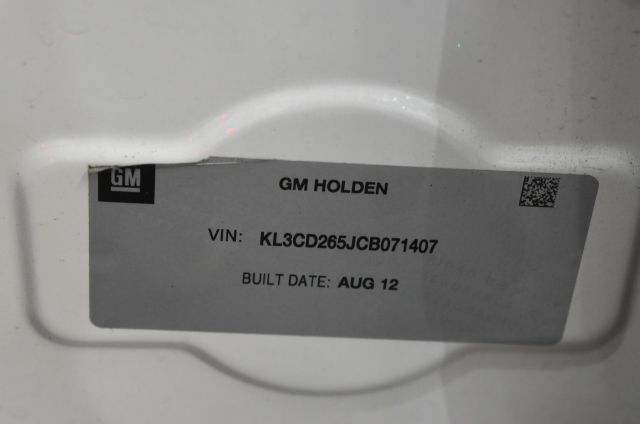 GM
GM HOLDEN
VIN: KL3CD265JCB071407
BUILT DATE: AUG 12